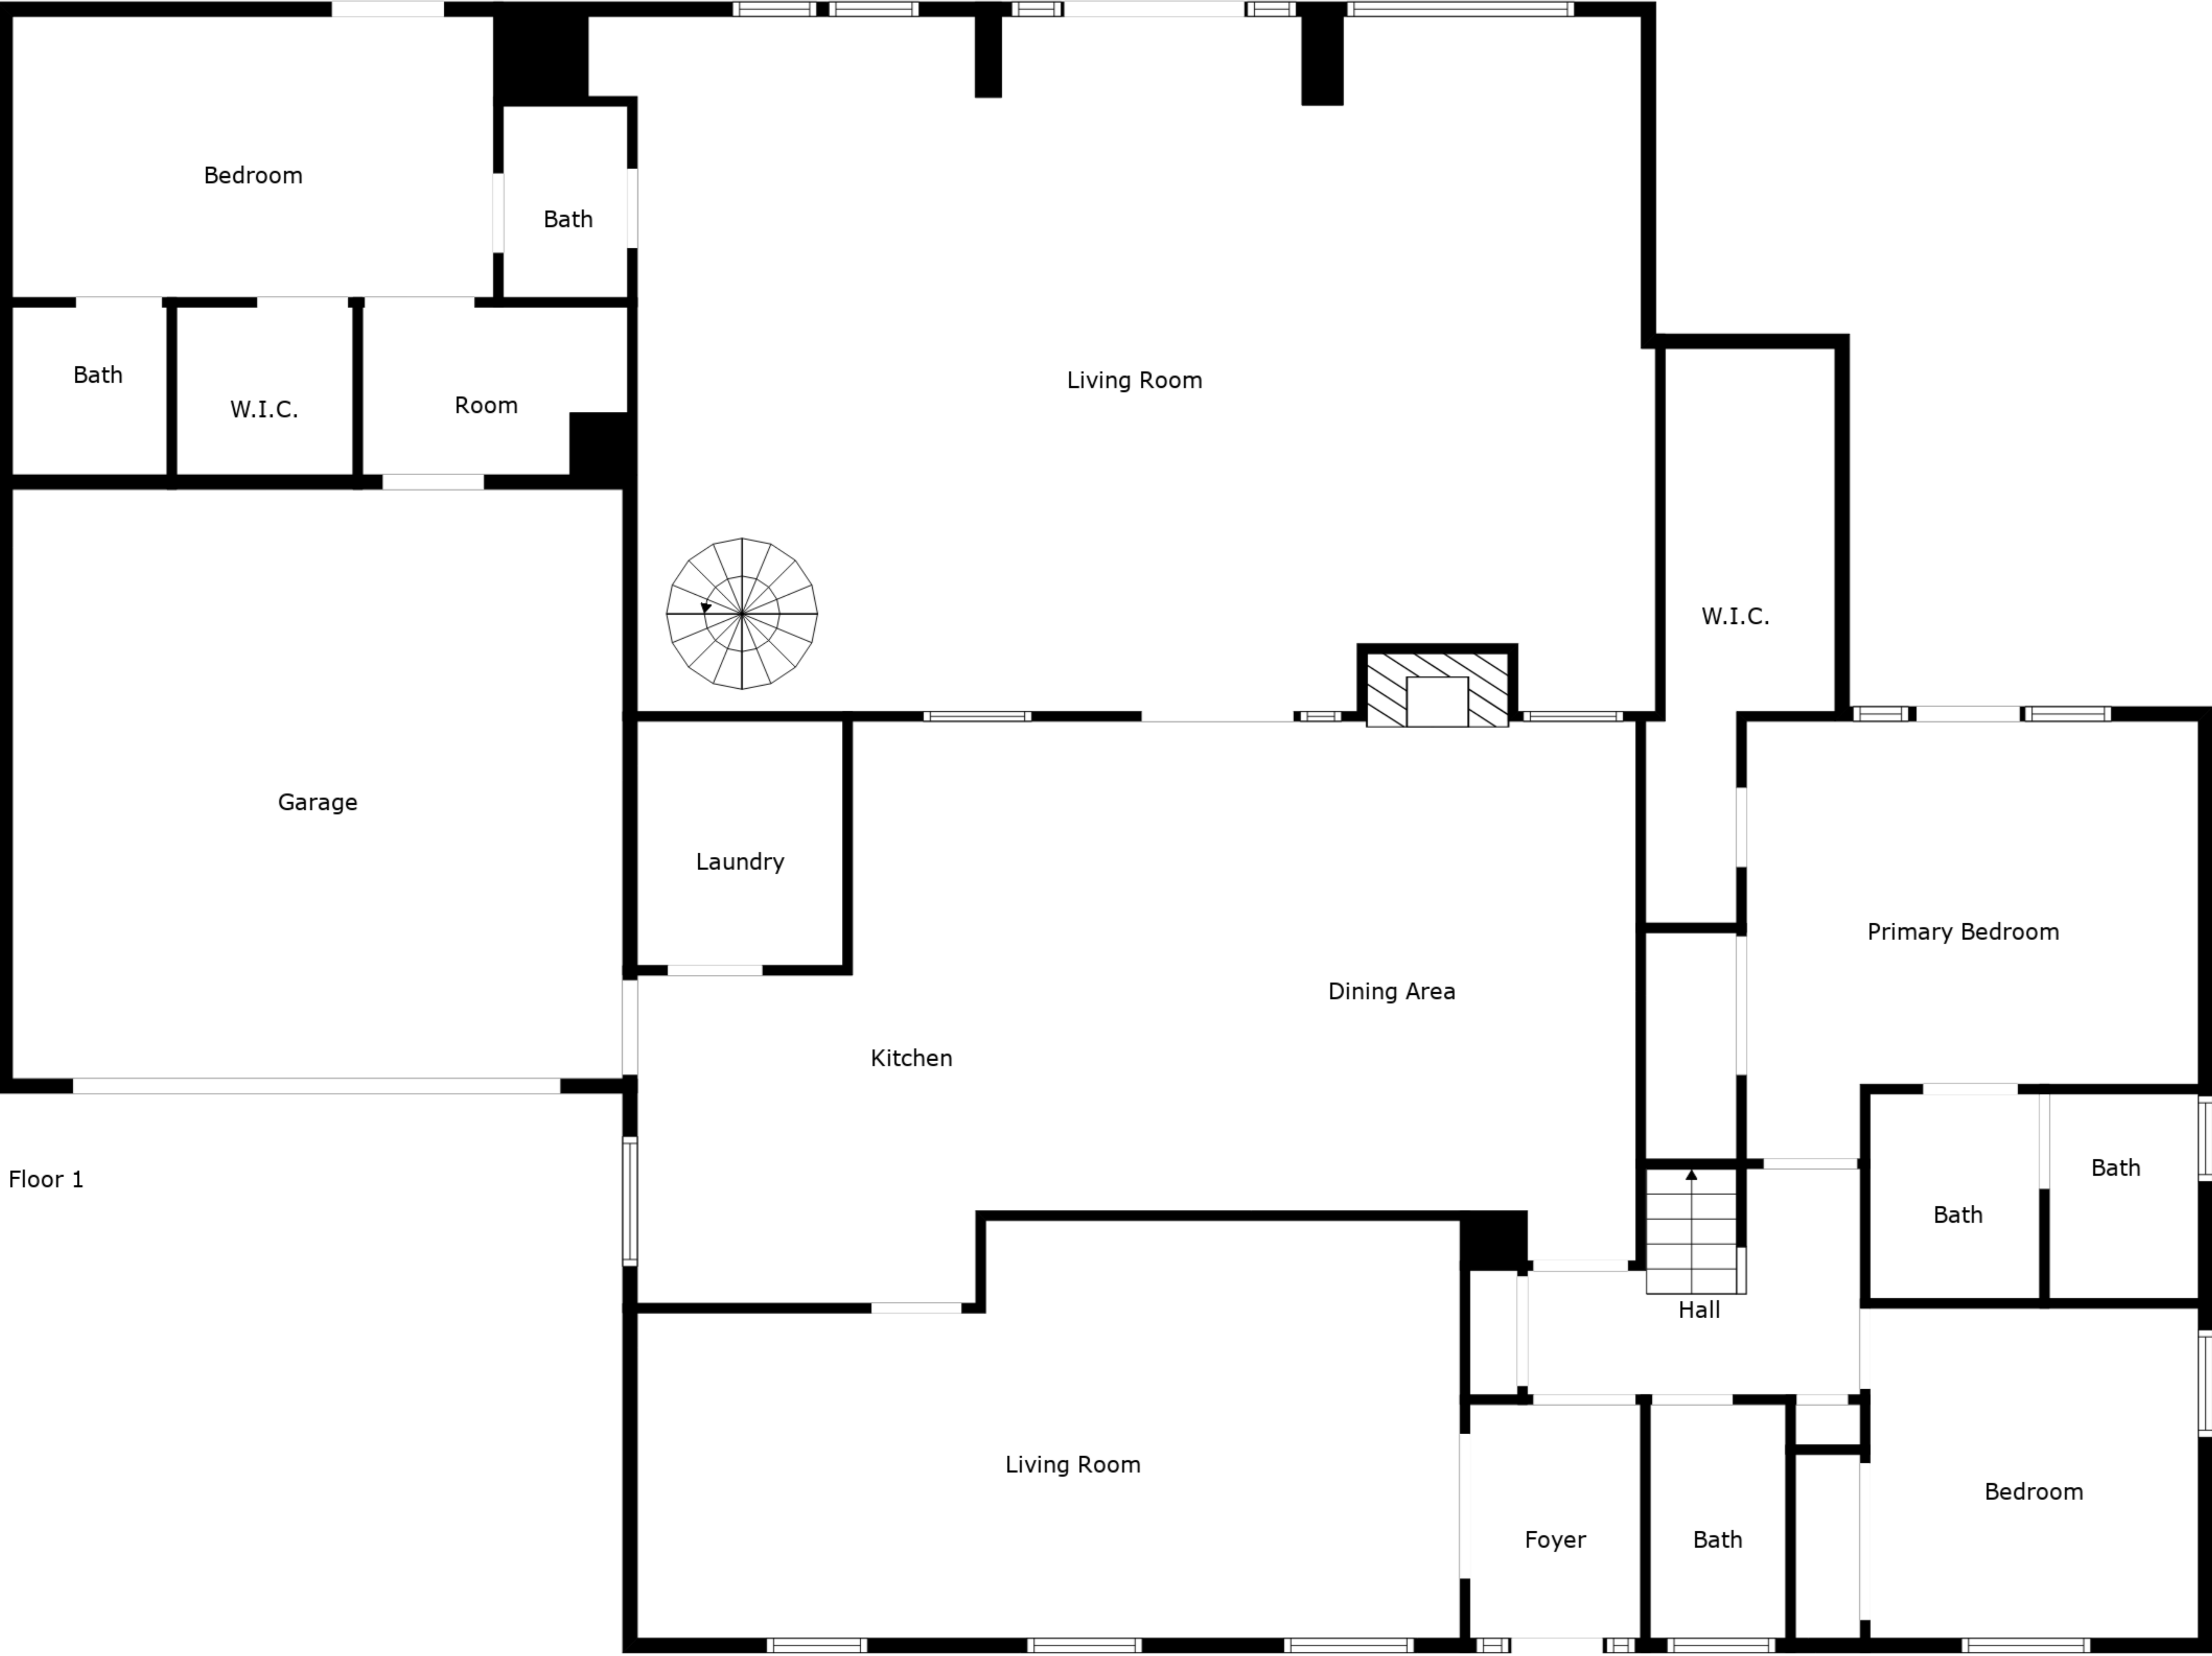 Bedroom
Bath
Living Room
Bath
W.I.C.
Room
W.I.C.
Garage
Laundry
Primary Bedroom
Dining Area
Kitchen
Floor 1
Bath
Bath
Hall
Living Room
Bedroom
Foyer
Bath